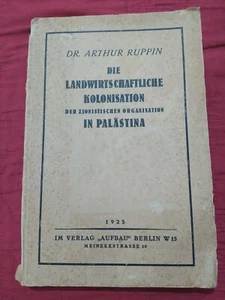 DR. ARTHUR RUPPIN
DIE
LANDWIRTSCHAFTLICHE
KOLONISATION
DER ZIONISTISCHEN ORGANISATION
IN PALÄSTINA
1925
IM VERLAG „AUFBAU" BERLIN W 15
MEINEKESTRASSE 10